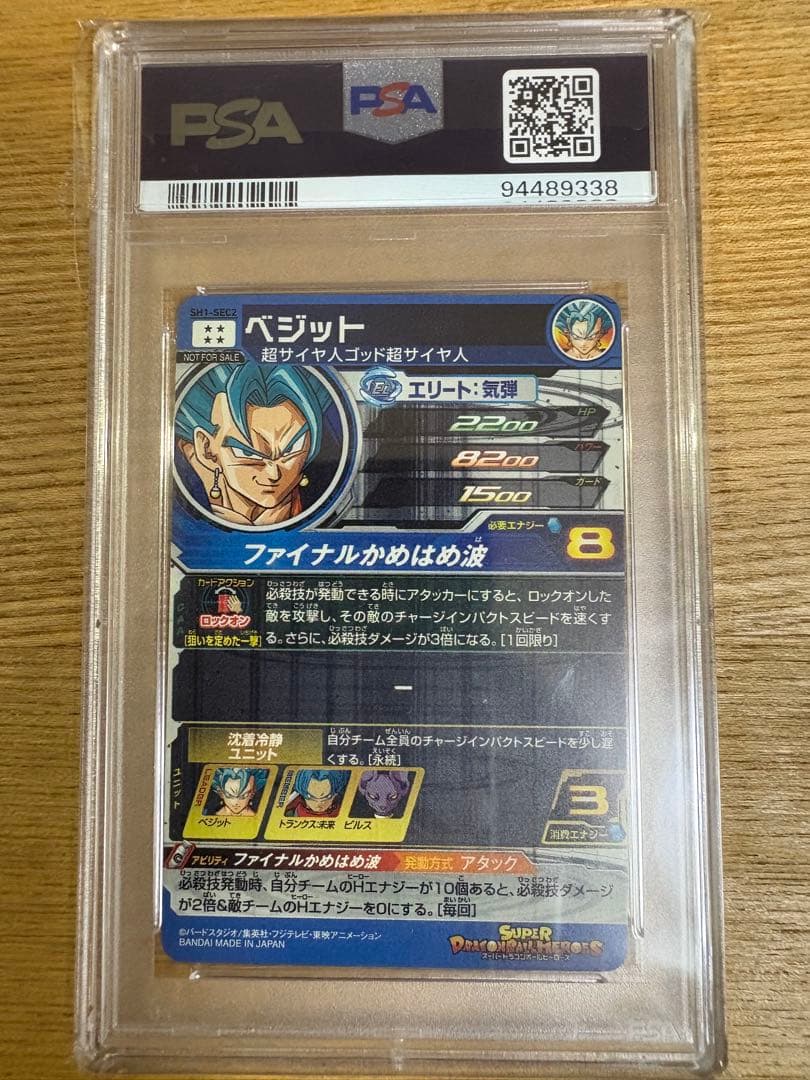 PSA
PSA
94489338
SH1-SEC2
ベジット
NOT FOR SALE
超サイヤ人ゴッド超サイヤ人
EL
エリート:気弾
HP
2200
パワー
8200
ガード
1500
必要エナジー
8
は
ファイナルかめはめ波
カードアクション
ロックオン
[狙いを定めた一撃]
CAA
必殺技が発動できる時にアタッカーにすると、ロックオンした
敵を攻撃し、その敵のチャージインパクトスピードを速くす
る。さらに、必殺技ダメージが3倍になる。[1回限り]
-
ユニット
沈着冷静
ユニット
自分チーム全員のチャージインパクトスピードを少し遅
くする。[永続]
LEADER
ベジット
MEMBER
トランクス:未来
ビルス
3
消費エナジー
アビリティ
ファイナルかめはめ波
発動方式
アタック
必殺技発動時、自分チームのHエナジーが10個あると、必殺技ダメージ
が2倍&敵チームのHエナジーを0にする。[毎回]
©バードスタジオ/集英社・フジテレビ・東映アニメーション
BANDAI MADE IN JAPAN
SUPER
DRAGONBALL HEROES
スーパードラゴンボールヒーローズ